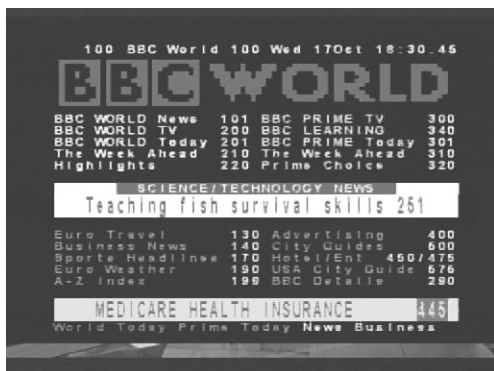 100 BBC World 100 Wed 17Oct 18:30.45
BBC WORLD
BBC WORLD News 101 BBC PRIME TV 300
BBC WORLD TV 200 BBC LEARNING 340
BBC WORLD Today 201 BBC PRIME Today 301
The Week Ahead 210 The Week Ahead 310
Highlights 220 Prime Choice 320
SCIENCE/TECHNOLOGY NEWS
Teaching fish survival skills 261
Euro Travel 130 Advertising 400
Business News 140 City Guides 600
Sports Headlines 170 Hotel/Ent 450/475
Euro Weather 190 USA City Guide 576
A-Z Index 199 BBC Details 290
MEDICARE HEALTH INSURANCE 445
World Today Prime Today News Business